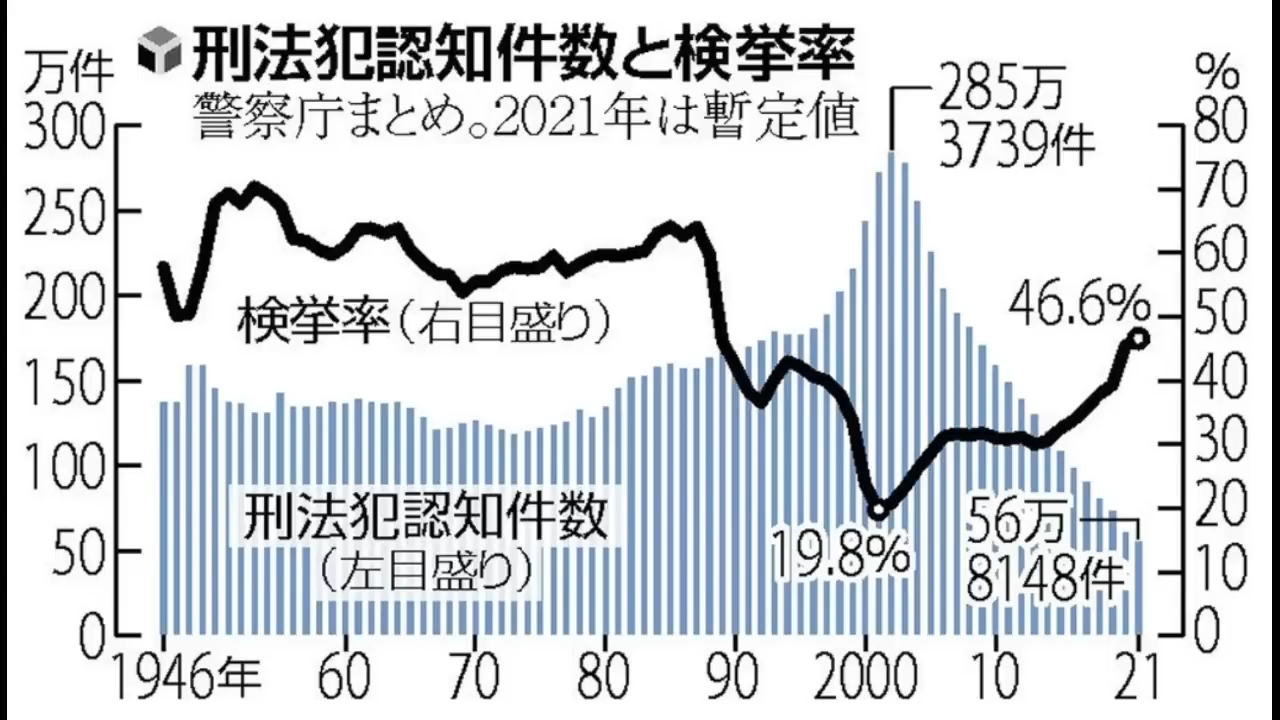 刑法犯認知件数と検挙率
警察庁まとめ。2021年は暫定値
万件
300
250
200
150
100
50
0
%
80
70
60
50
40
30
20
10
0
285万
3739件
検挙率(右目盛り)
46.6%
刑法犯認知件数
(左目盛り)
19.8%
56万
8148件
1946年
60
70
80
90
2000
10
21